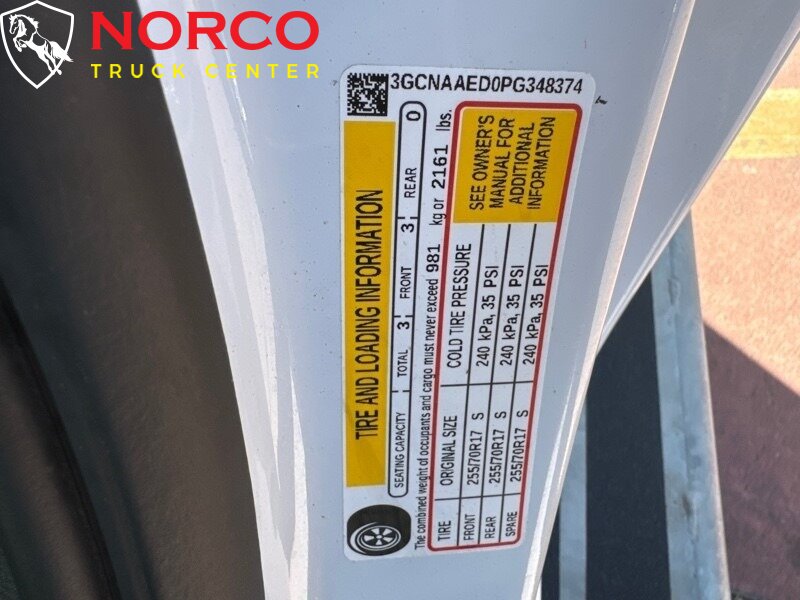 NORCO
TRUCK CENTER
3GCNAAED0PG348374
TIRE AND LOADING INFORMATION
SEATING CAPACITY TOTAL 3 FRONT 3 REAR 0
The combined weight of occupants and cargo must never exceed 981 kg or 2161 lbs.
TIRE ORIGINAL SIZE COLD TIRE PRESSURE
FRONT 255/70R17 S 240 kPa, 35 PSI
REAR 255/70R17 S 240 kPa, 35 PSI
SPARE 255/70R17 S 240 kPa, 35 PSI
SEE OWNER'S
MANUAL FOR
ADDITIONAL
INFORMATION